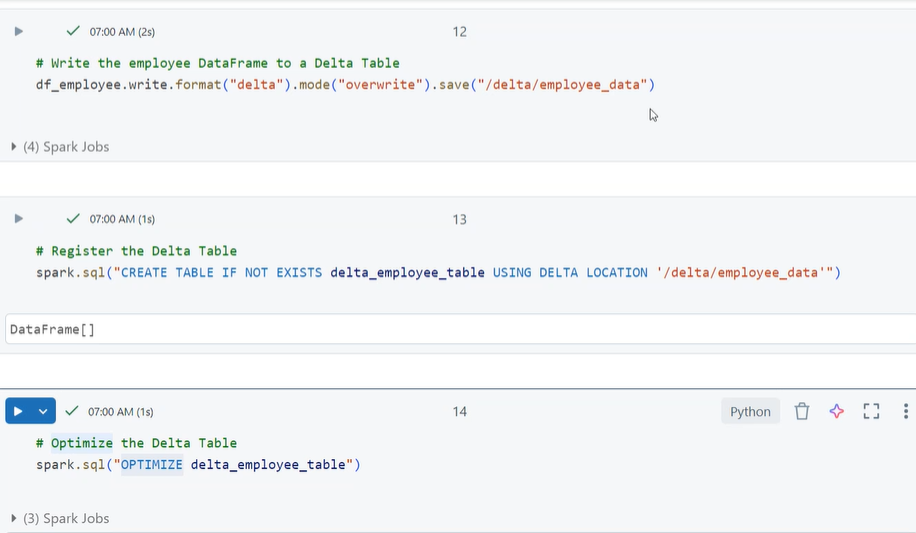 07:00 AM (2s)
12
# Write the employee DataFrame to a Delta Table
df_employee.write.format("delta").mode("overwrite").save("/delta/employee_data")
(4) Spark Jobs
07:00 AM (1s)
13
# Register the Delta Table
spark.sql("CREATE TABLE IF NOT EXISTS delta_employee_table USING DELTA LOCATION '/delta/employee_data'")
DataFrame[]
07:00 AM (1s)
14
Python
# Optimize the Delta Table
spark.sql("OPTIMIZE delta_employee_table")
(3) Spark Jobs